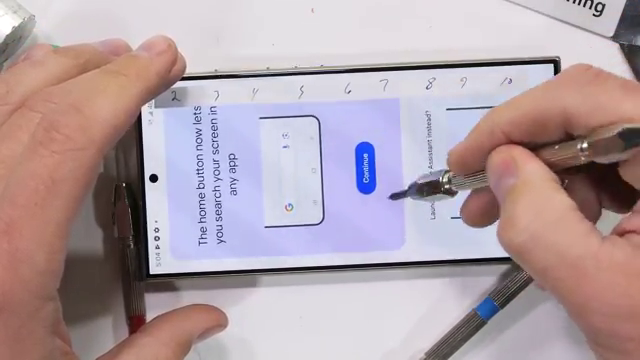 2 3 4 5 6 7 8 9 10
5:04
The home button now lets
you search your screen in
any app
Continue
Assistant instead?